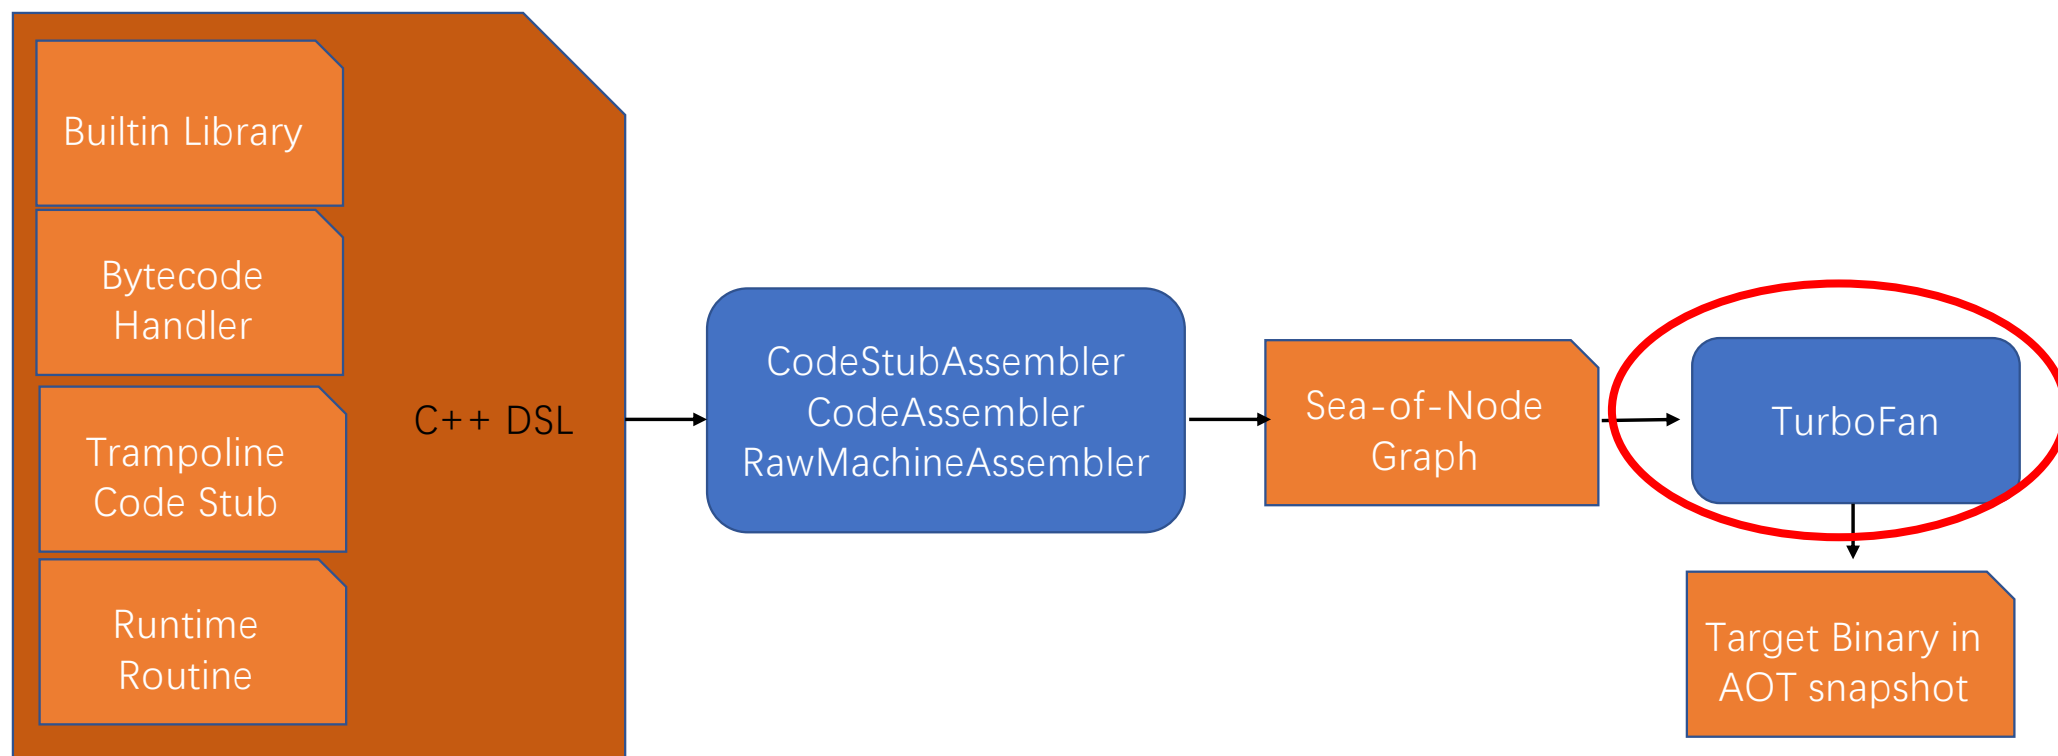 Builtin Library
Bytecode
Handler
Trampoline
Code Stub
Runtime
Routine
C++ DSL
CodeStubAssembler
CodeAssembler
RawMachineAssembler
Sea-of-Node
Graph
TurboFan
Target Binary in
AOT snapshot